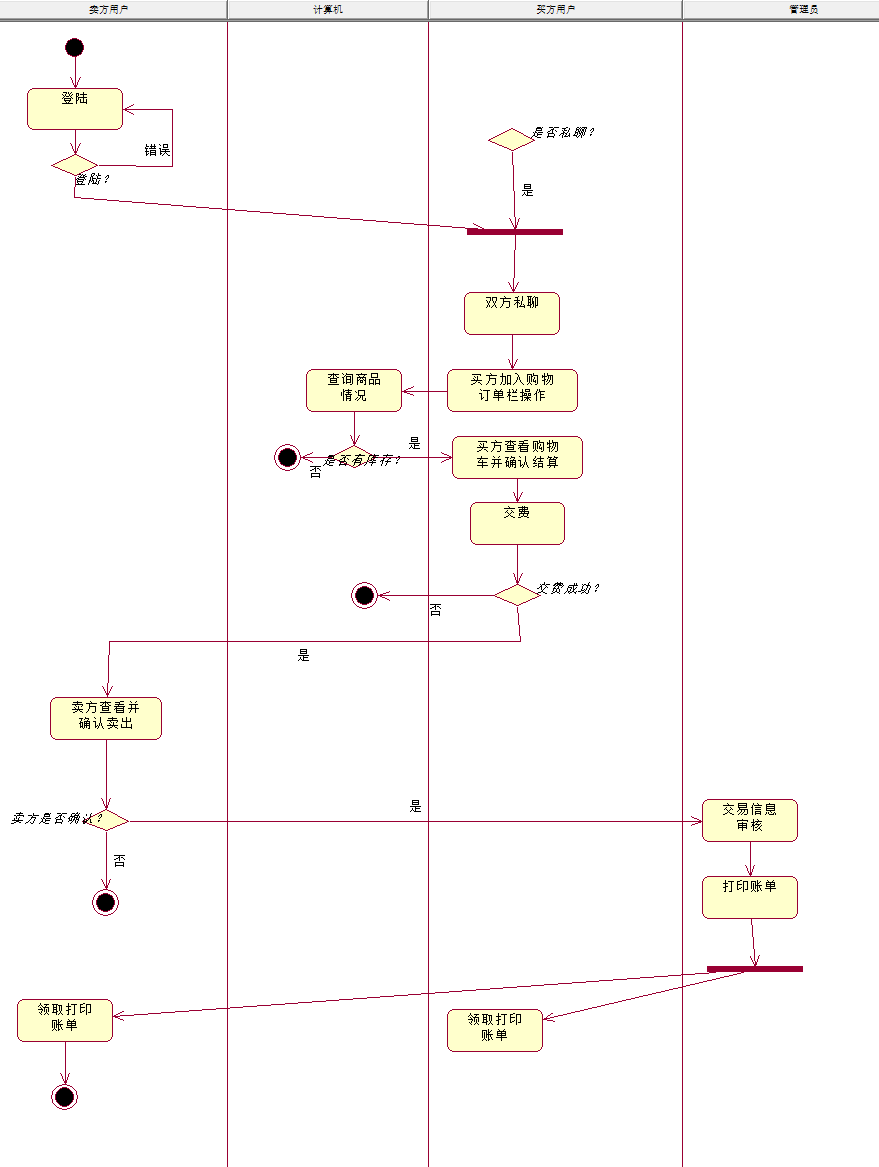 卖方用户
计算机
买方用户
管理员
登陆
错误
登陆？
是否私聊？
是
双方私聊
查询商品
情况
买方加入购物
订单栏操作
是否有库存？
是
否
买方查看购物
车并确认结算
交费
交费成功？
否
是
卖方查看并
确认卖出
卖方是否确认？
是
否
交易信息
审核
打印账单
领取打印
账单
领取打印
账单